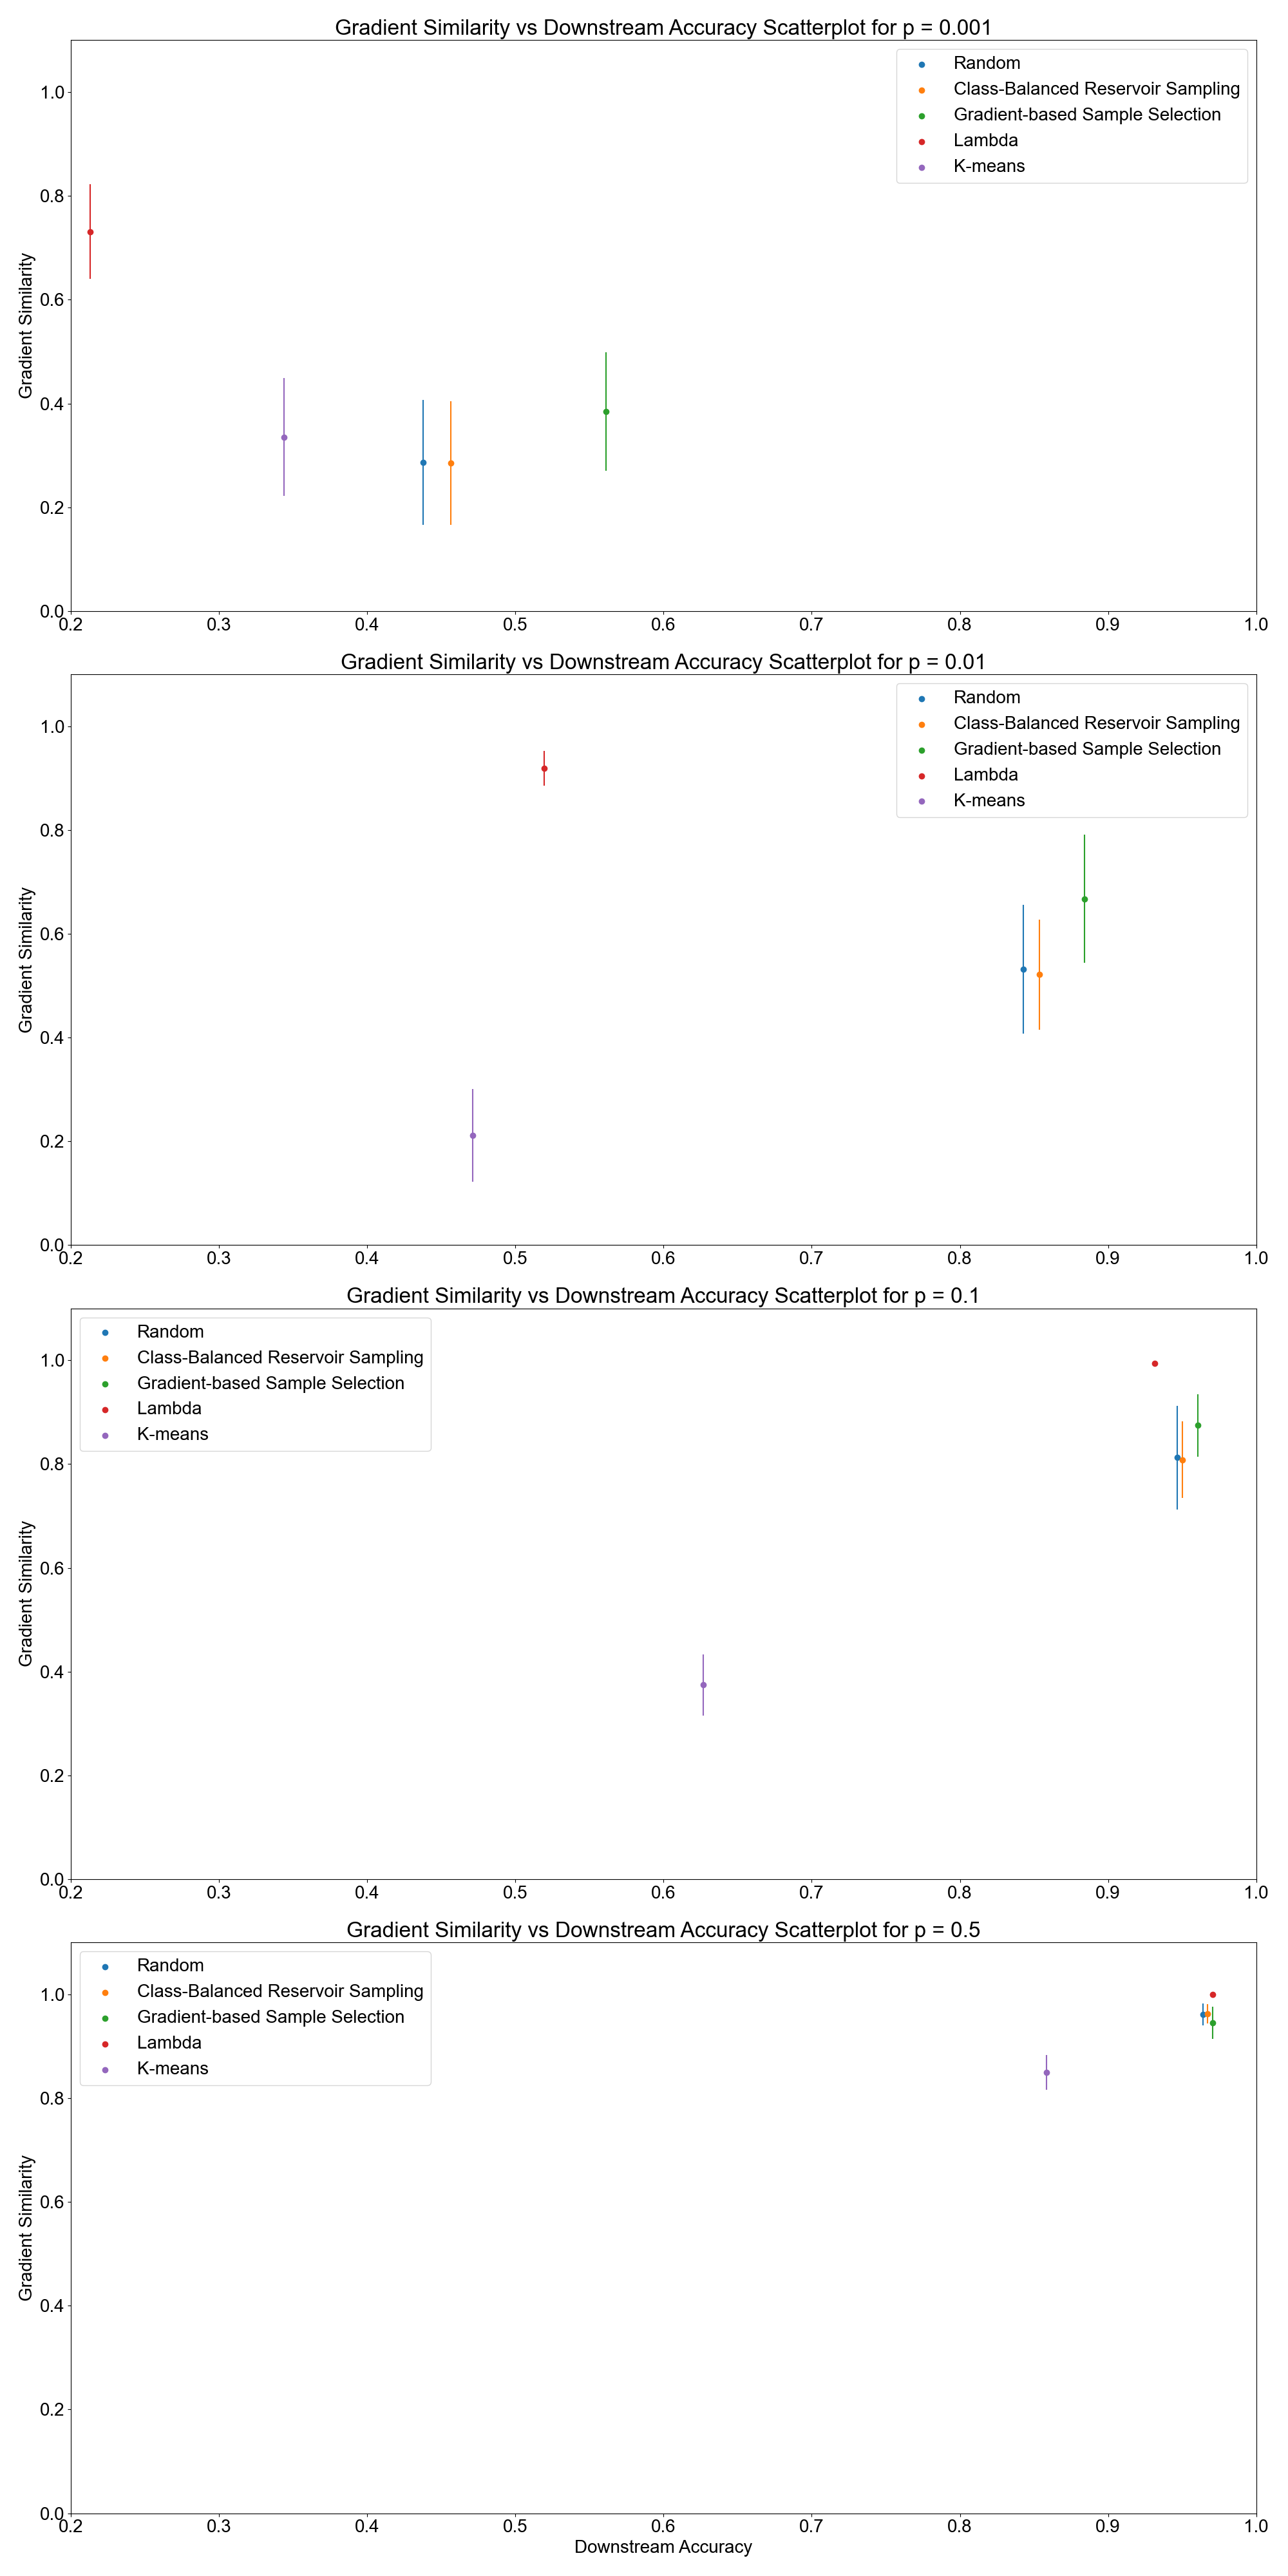 Gradient Similarity vs Downstream Accuracy Scatterplot for p = 0.001
Random
Class-Balanced Reservoir Sampling
Gradient-based Sample Selection
Lambda
K-means
Gradient Similarity
1.0
0.8
0.6
0.4
0.2
0.0
0.2 0.3 0.4 0.5 0.6 0.7 0.8 0.9 1.0
Gradient Similarity vs Downstream Accuracy Scatterplot for p = 0.01
Random
Class-Balanced Reservoir Sampling
Gradient-based Sample Selection
Lambda
K-means
Gradient Similarity
1.0
0.8
0.6
0.4
0.2
0.0
0.2 0.3 0.4 0.5 0.6 0.7 0.8 0.9 1.0
Gradient Similarity vs Downstream Accuracy Scatterplot for p = 0.1
Random
Class-Balanced Reservoir Sampling
Gradient-based Sample Selection
Lambda
K-means
Gradient Similarity
1.0
0.8
0.6
0.4
0.2
0.0
0.2 0.3 0.4 0.5 0.6 0.7 0.8 0.9 1.0
Gradient Similarity vs Downstream Accuracy Scatterplot for p = 0.5
Random
Class-Balanced Reservoir Sampling
Gradient-based Sample Selection
Lambda
K-means
Gradient Similarity
1.0
0.8
0.6
0.4
0.2
0.0
0.2 0.3 0.4 0.5 0.6 0.7 0.8 0.9 1.0
Downstream Accuracy